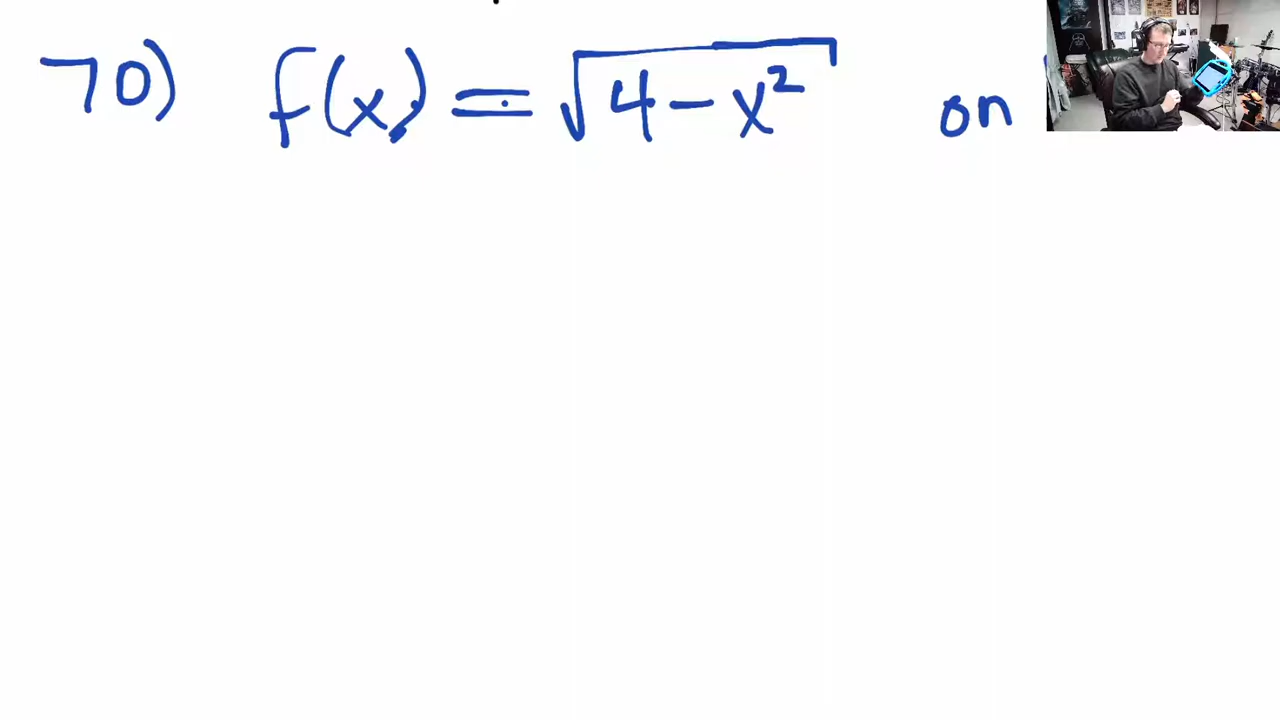 70) f(x) = √4 - x² on